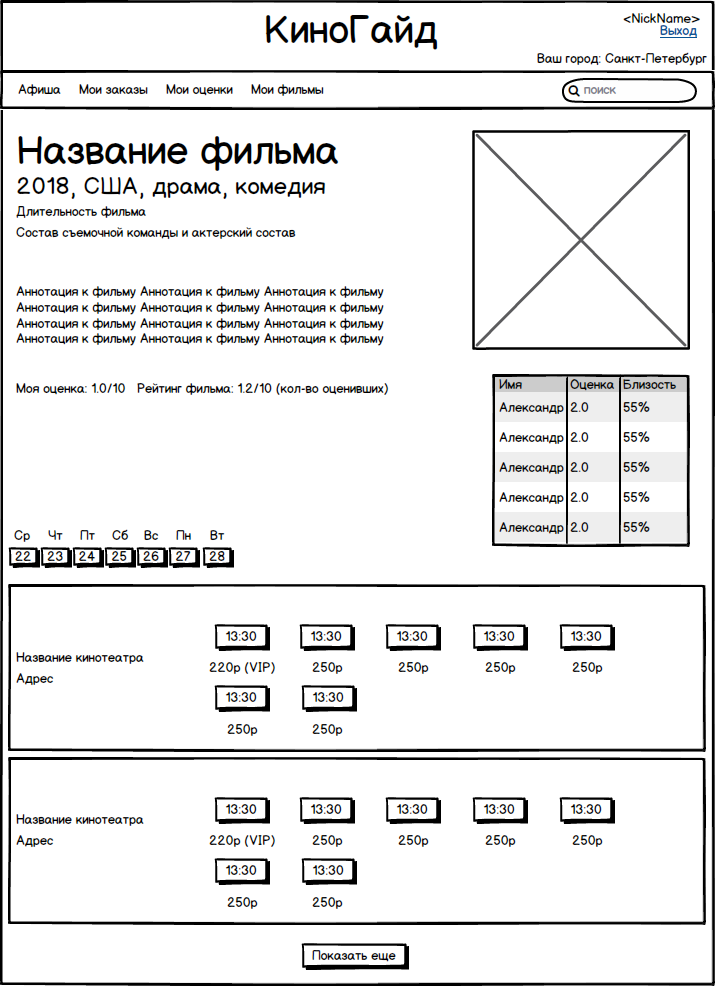 КиноГайд
<NickName>
Выход
Ваш город: Санкт-Петербург
Афиша Мои заказы Мои оценки Мои фильмы
поиск
Название фильма
2018, США, драма, комедия
Длительность фильма
Состав съемочной команды и актерский состав
Аннотация к фильму Аннотация к фильму Аннотация к фильму
Аннотация к фильму Аннотация к фильму Аннотация к фильму
Аннотация к фильму Аннотация к фильму Аннотация к фильму
Аннотация к фильму Аннотация к фильму Аннотация к фильму
Моя оценка: 1.0/10 Рейтинг фильма: 1.2/10 (кол-во оценивших)
Имя Оценка Близость
Александр 2.0 55%
Александр 2.0 55%
Александр 2.0 55%
Александр 2.0 55%
Александр 2.0 55%
Ср Чт Пт Сб Вс Пн Вт
22 23 24 25 26 27 28
Название кинотеатра
Адрес
13:30 13:30 13:30 13:30 13:30
220р (VIP) 250р 250р 250р 250р
13:30 13:30
250р 250р
Название кинотеатра
Адрес
13:30 13:30 13:30 13:30 13:30
220р (VIP) 250р 250р 250р 250р
13:30 13:30
250р 250р
Показать еще